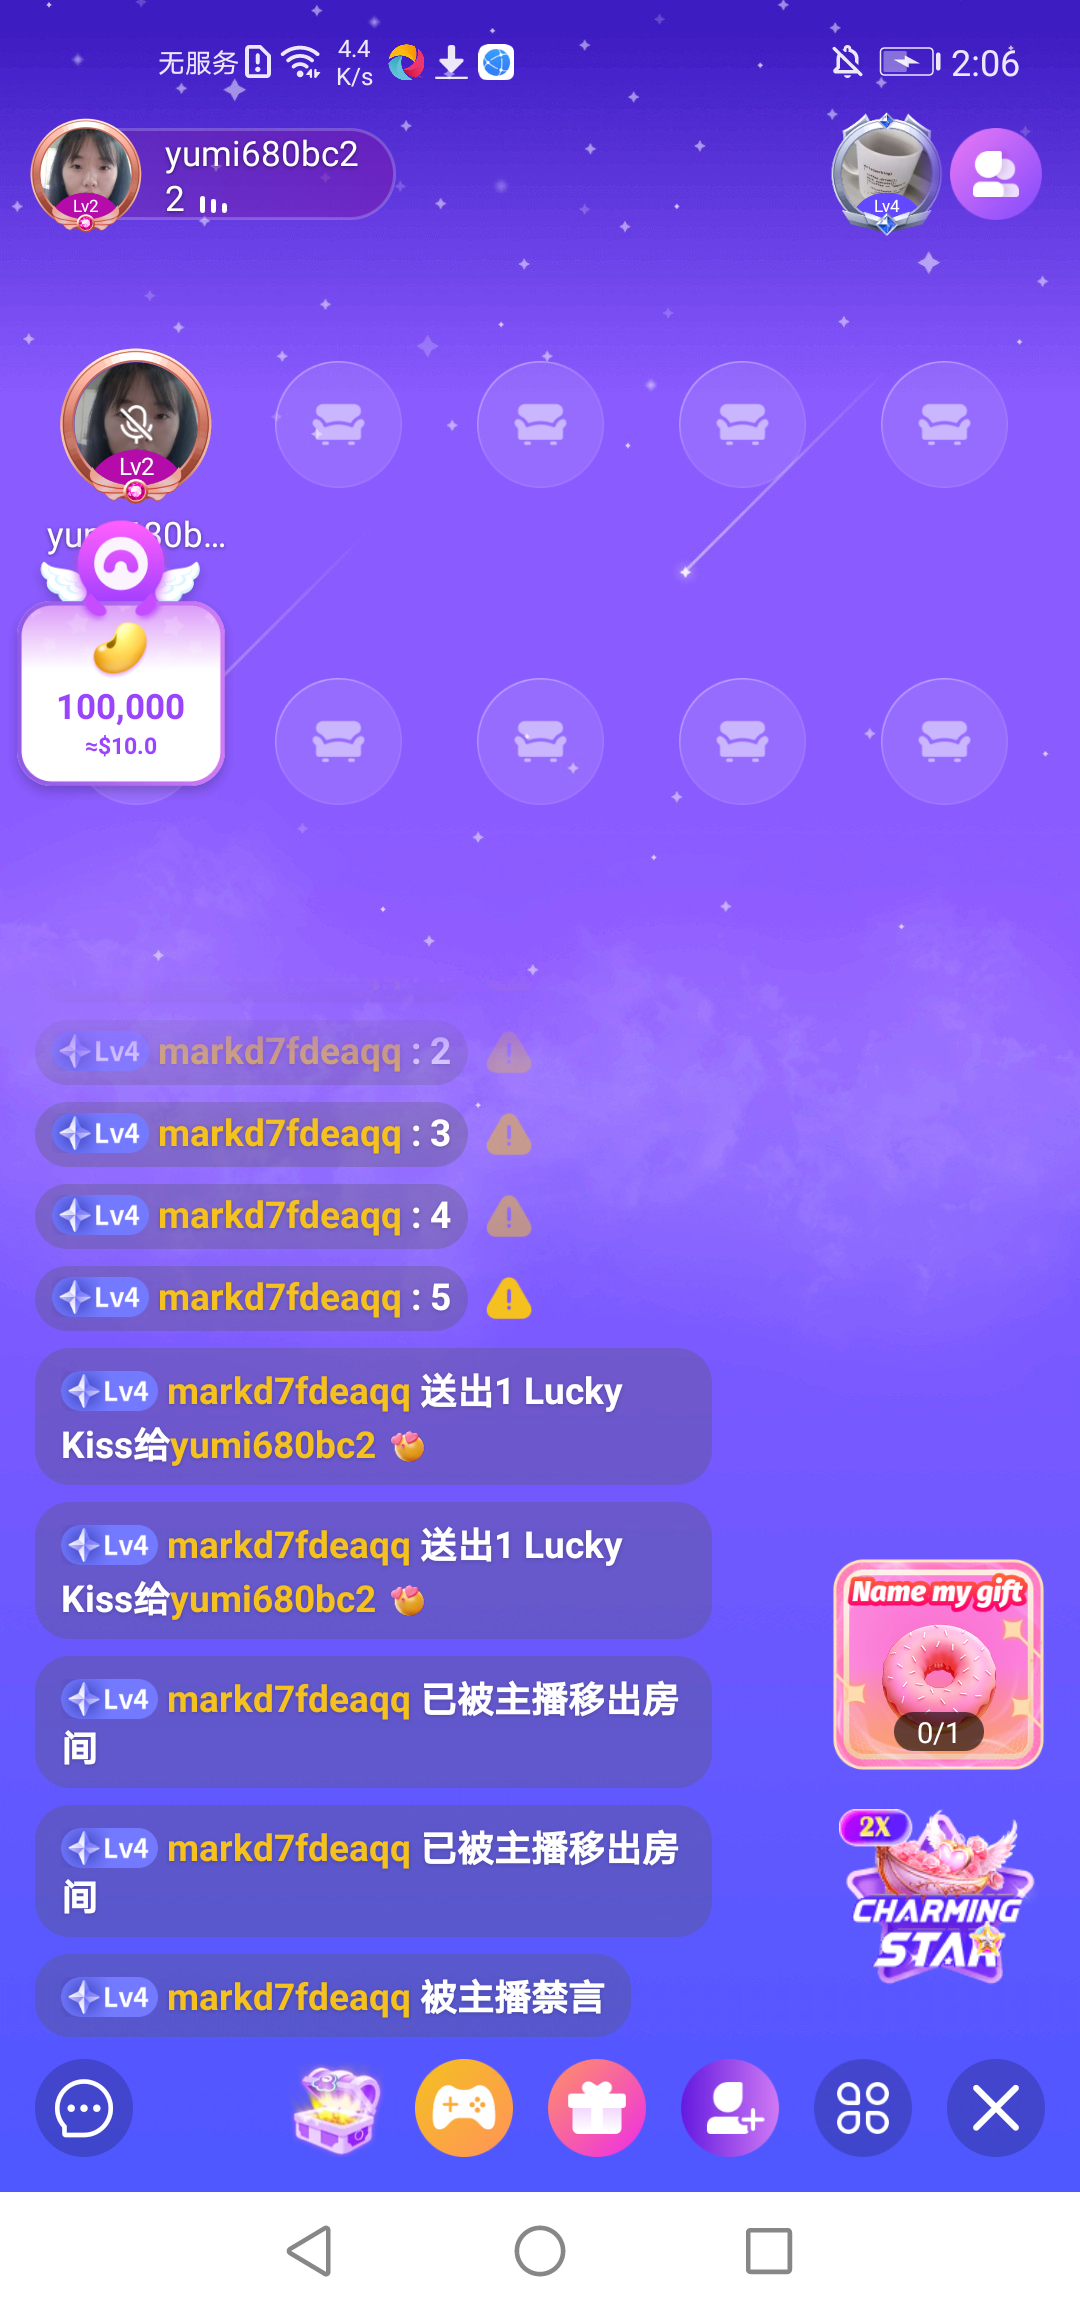 无服务 4.4 K/s 2:06
yumi680bc2
2
Lv2
Lv4
Lv2
yumi680b...
100,000
≈$10.0
Lv4 markd7fdeaqq : 2
Lv4 markd7fdeaqq : 3
Lv4 markd7fdeaqq : 4
Lv4 markd7fdeaqq : 5
Lv4 markd7fdeaqq 送出1 Lucky
Kiss给yumi680bc2
Lv4 markd7fdeaqq 送出1 Lucky
Kiss给yumi680bc2
Name my gift
0/1
Lv4 markd7fdeaqq 已被主播移出房
间
Lv4 markd7fdeaqq 已被主播移出房
间
2X
CHARMING
STAR
Lv4 markd7fdeaqq 被主播禁言